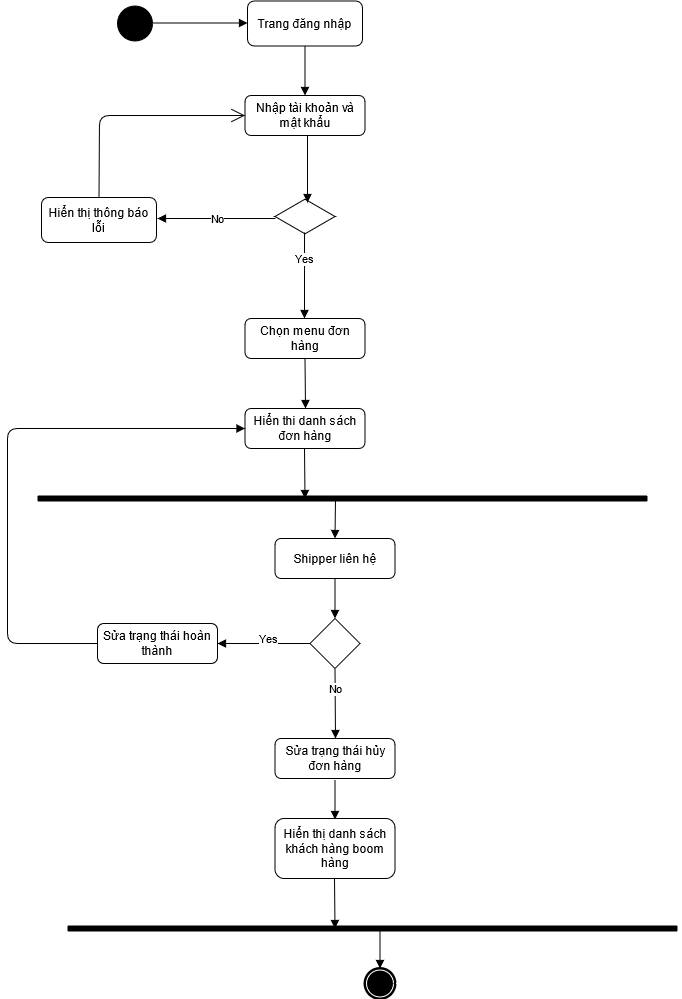 Trang đăng nhập
Nhập tài khoản và
mật khẩu
Hiển thị thông báo
lỗi
No
Yes
Chọn menu đơn
hàng
Hiển thi danh sách
đơn hàng
Shipper liên hệ
Sửa trạng thái hoàn
thành
Yes
No
Sửa trạng thái hủy
đơn hàng
Hiển thị danh sách
khách hàng boom
hàng